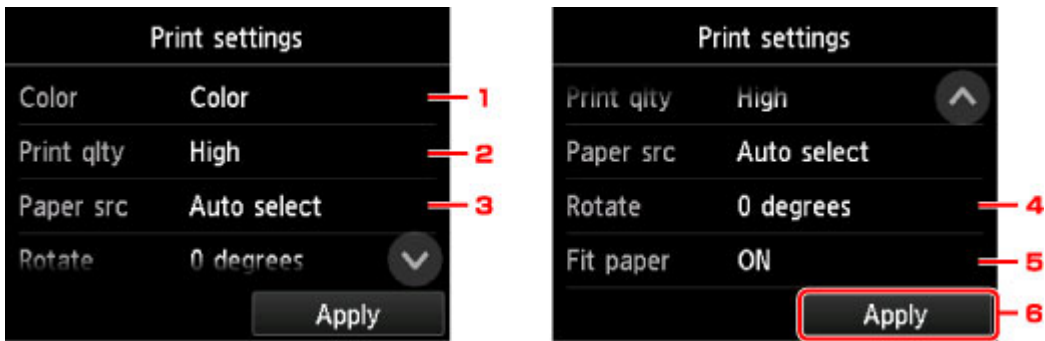 Print settings
Color Color 1
Print qlty High 2
Paper src Auto select 3
Rotate 0 degrees
Apply
Print settings
Print qlty High
Paper src Auto select
Rotate 0 degrees 4
Fit paper ON 5
Apply 6